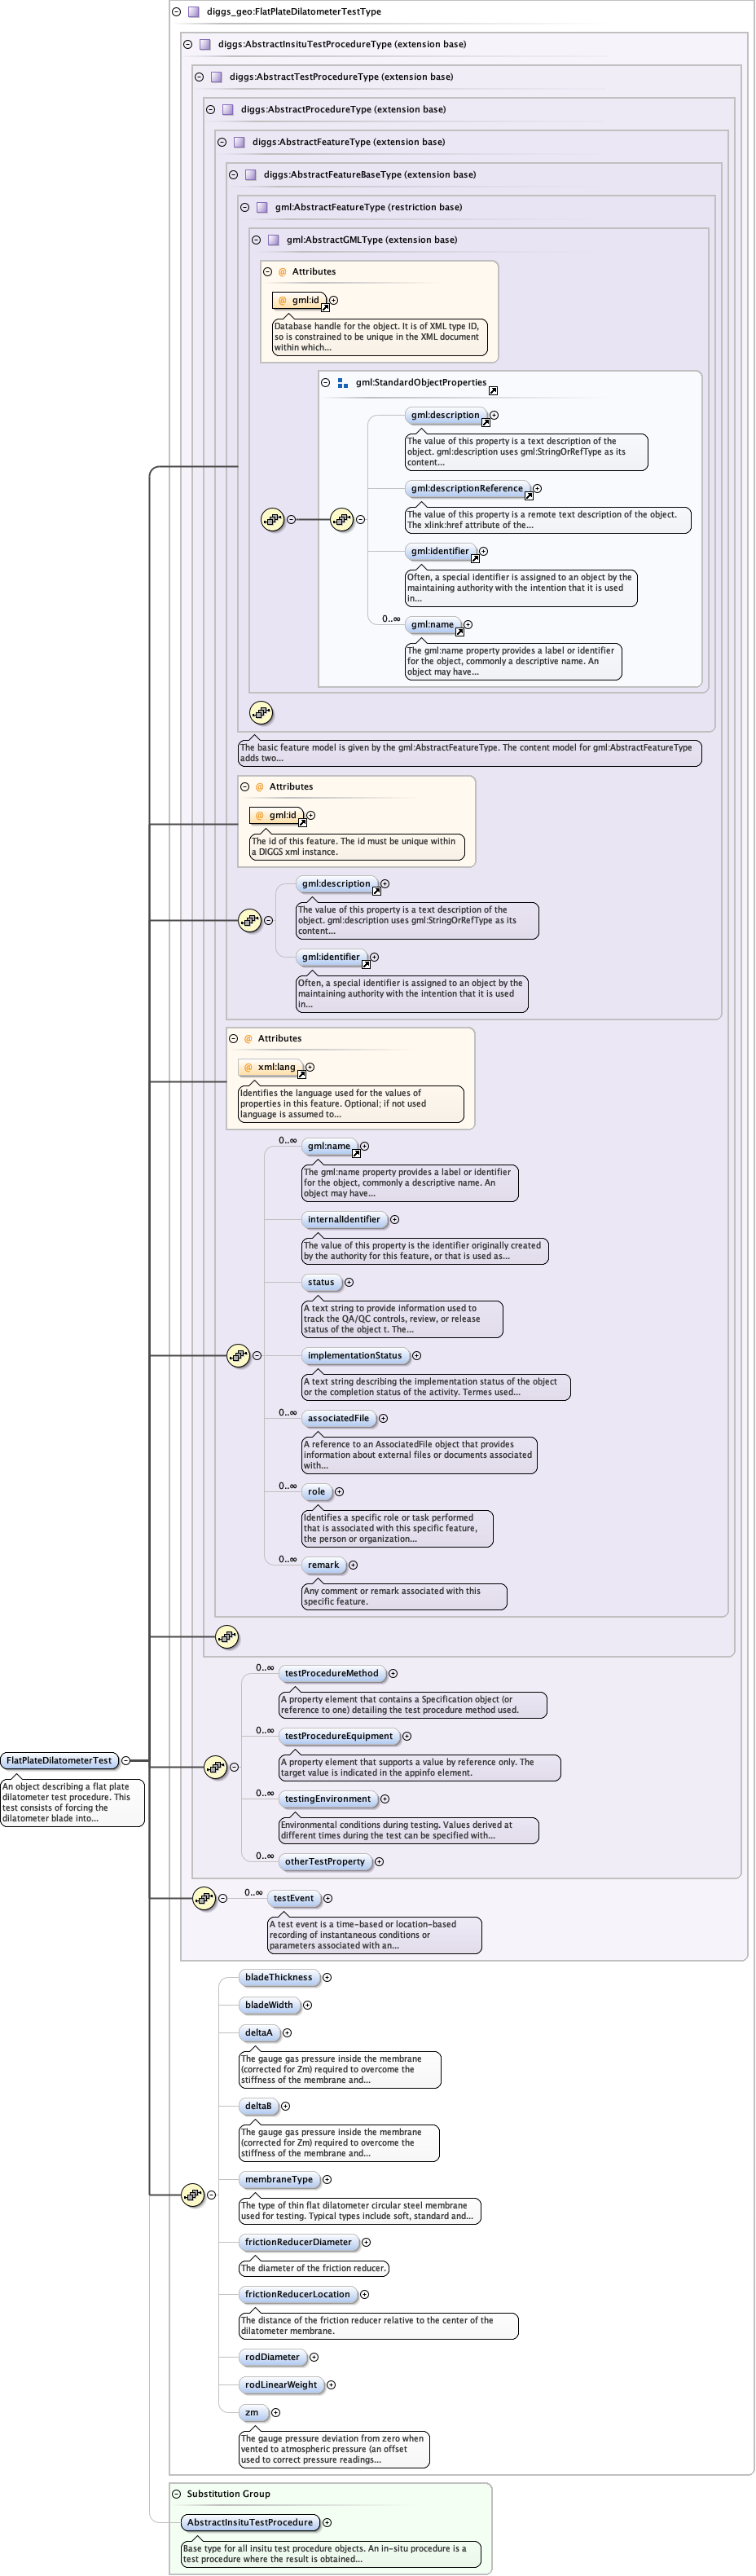 diggs_geo:FlatPlateDilatometerTestType
diggs:AbstractInsituTestProcedureType (extension base)
diggs:AbstractTestProcedureType (extension base)
diggs:AbstractProcedureType (extension base)
diggs:AbstractFeatureType (extension base)
diggs:AbstractFeatureBaseType (extension base)
gml:AbstractFeatureType (restriction base)
gml:AbstractGMLType (extension base)
@ Attributes
@ gml:id
Database handle for the object. It is of XML type ID,
so is constrained to be unique in the XML document
within which...
gml:StandardObjectProperties
gml:description
The value of this property is a text description of the
object. gml:description uses gml:StringOrRefType as its
content...
gml:descriptionReference
The value of this property is a remote text description of the object.
The xlink:href attribute of the...
gml:identifier
Often, a special identifier is assigned to an object by the
maintaining authority with the intention that it is used
in...
0..∞
gml:name
The gml:name property provides a label or identifier
for the object, commonly a descriptive name. An
object may have...
The basic feature model is given by the gml:AbstractFeatureType. The content model for gml:AbstractFeatureType
adds two...
@ Attributes
@ gml:id
The id of this feature. The id must be unique within
a DIGGS xml instance.
gml:description
The value of this property is a text description of the
object. gml:description uses gml:StringOrRefType as its
content...
gml:identifier
Often, a special identifier is assigned to an object by the
maintaining authority with the intention that it is used
in...
@ Attributes
@ xml:lang
Identifies the language used for the values of
properties in this feature. Optional; if not used
language is assumed to...
0..∞
gml:name
The gml:name property provides a label or identifier
for the object, commonly a descriptive name. An
object may have...
internalIdentifier
The value of this property is the identifier originally created
by the authority for this feature, or that is used as...
status
A text string to provide information used to
track the QA/QC controls, review, or release
status of the object t. The...
implementationStatus
A text string describing the implementation status of the object
or the completion status of the activity. Termes used...
0..∞
associatedFile
A reference to an AssociatedFile object that provides
information about external files or documents associated
with...
0..∞
role
Identifies a specific role or task performed
that is associated with this specific feature,
the person or organization...
0..∞
remark
Any comment or remark associated with this
specific feature.
0..∞
testProcedureMethod
A property element that contains a Specification object (or
reference to one) detailing the test procedure method used.
0..∞
testProcedureEquipment
A property element that supports a value by reference only. The
target value is indicated in the appinfo element.
0..∞
testingEnvironment
Environmental conditions during testing. Values derived at
different times during the test can be specified with...
0..∞
otherTestProperty
FlatPlateDilatometerTest
An object describing a flat plate
dilatometer test procedure. This
test consists of forcing the
dilatometer blade into...
0..∞
testEvent
A test event is a time-based or location-based
recording of instantaneous conditions or
parameters associated with an...
bladeThickness
bladeWidth
deltaA
The gauge gas pressure inside the membrane
(corrected for Zm) required to overcome the
stiffness of the membrane and...
deltaB
The gauge gas pressure inside the membrane
(corrected for Zm) required to overcome the
stiffness of the membrane and...
membraneType
The type of thin flat dilatometer circular steel membrane
used for testing. Typical types include soft, standard and...
frictionReducerDiameter
The diameter of the friction reducer.
frictionReducerLocation
The distance of the friction reducer relative to the center of the
dilatometer membrane.
rodDiameter
rodLinearWeight
zm
The gauge pressure deviation from zero when
vented to atmospheric pressure (an offset
used to correct pressure readings...
Substitution Group
AbstractInsituTestProcedure
Base type for all insitu test procedure objects. An in-situ procedure is a
test procedure where the result is obtained...